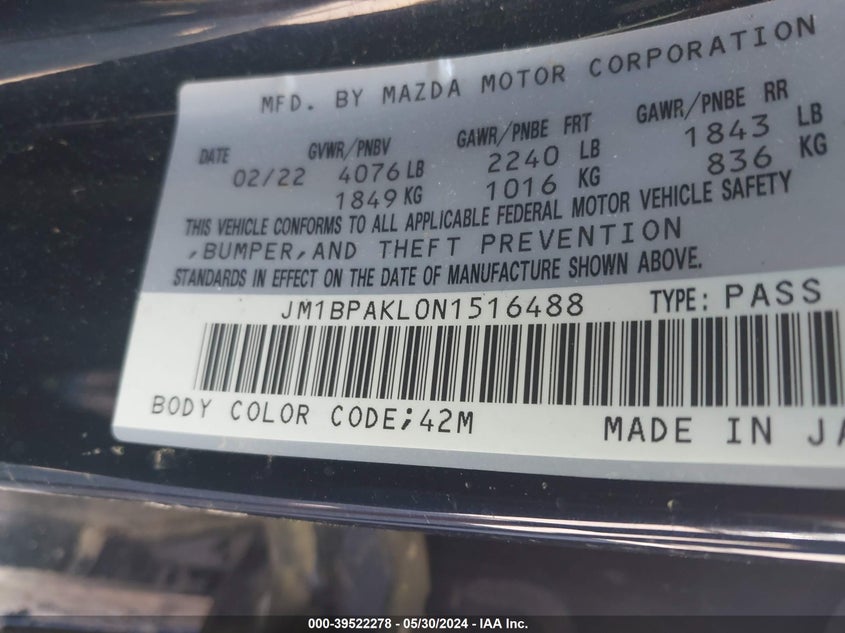 MFD. BY MAZDA MOTOR CORPORATION
DATE GVWR/PNBV GAWR/PNBE FRT GAWR/PNBE RR
02/22 4076 LB 2240 LB 1843 LB
1849 KG 1016 KG 836 KG
THIS VEHICLE CONFORMS TO ALL APPLICABLE FEDERAL MOTOR VEHICLE SAFETY
,BUMPER,AND THEFT PREVENTION
STANDARDS IN EFFECT ON THE DATE OF MANUFACTURE SHOWN ABOVE.
JM1BPAKL0N1516488 TYPE: PASS
BODY COLOR CODE;42M
MADE IN JA
000-39522278 - 05/30/2024 - IAA Inc.